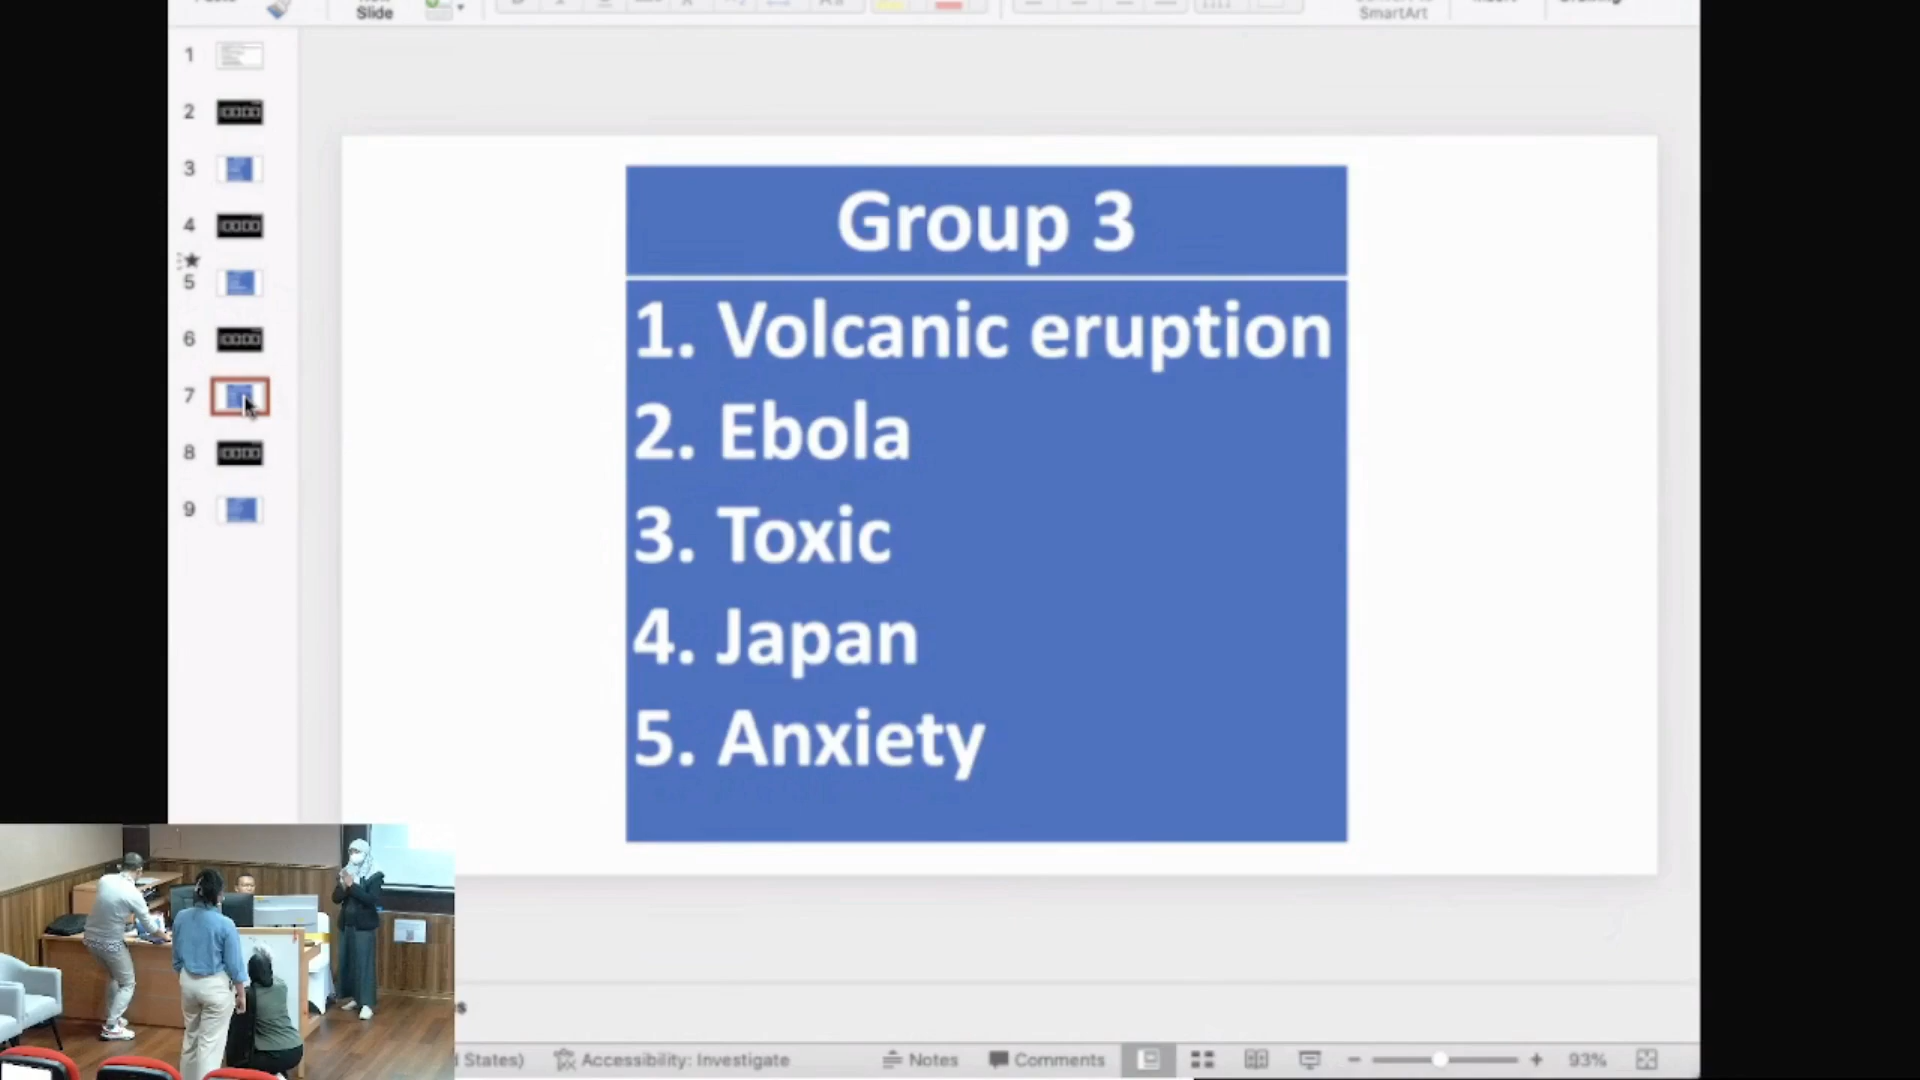 New
Slide
SmartArt
1
2
3
4
5
6
7
8
9
Group 3
1. Volcanic eruption
2. Ebola
3. Toxic
4. Japan
5. Anxiety
States)
Accessibility: Investigate
Notes
Comments
93%